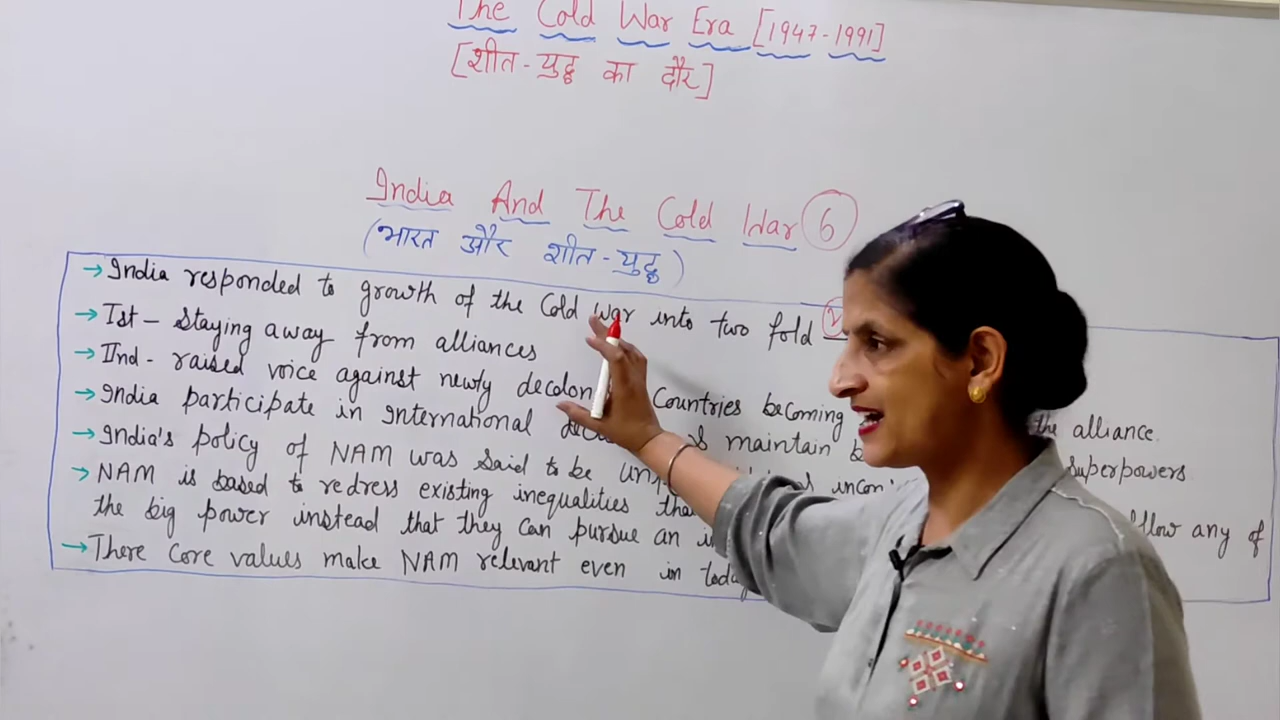 The Cold War Era [1947-1991]
[शीत-युद्ध का दौर]
India And The Cold War 6
(भारत और शीत-युद्ध)
→ India responded to growth of the Cold War into two fold
→ Ist - Staying away from alliances
→ IInd - raised voice against newly Countries becoming the alliance.
→ India participate in International maintain Superpowers
→ India's policy of NAM was said to be
→ NAM is based to redress existing inequalities any of
the big power instead that they can pursue an
→ There Core values make NAM relevant even in